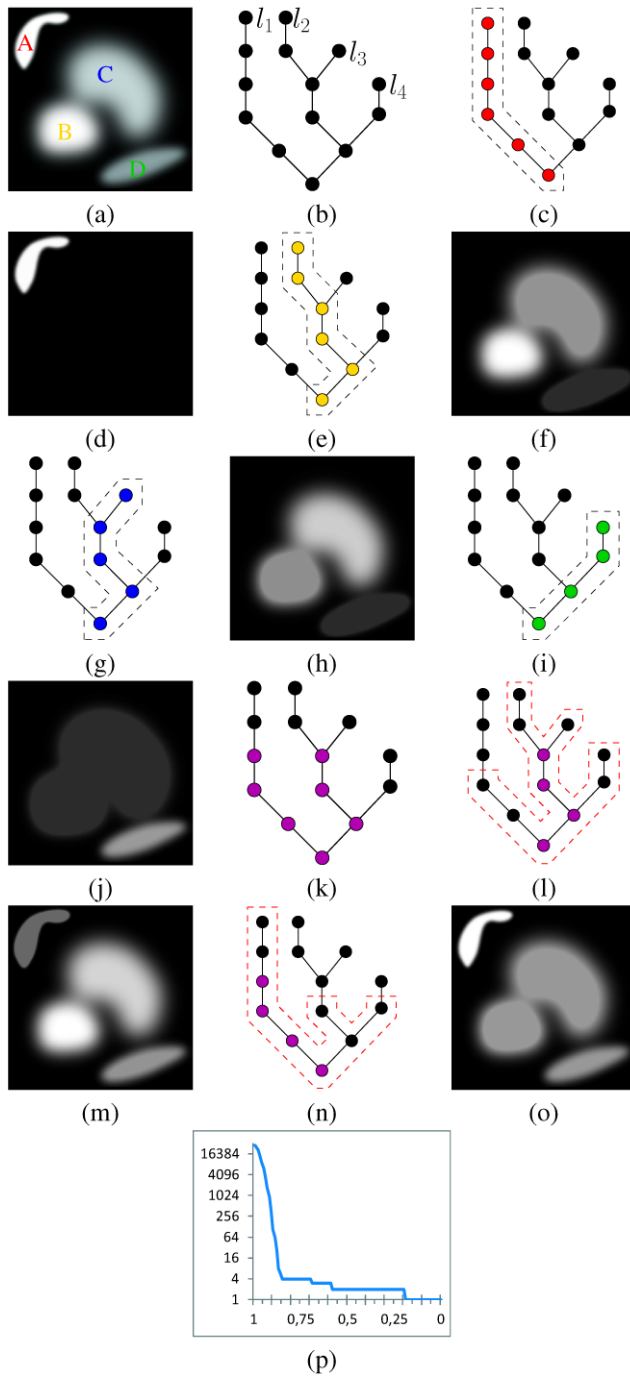 A
C
B
D
l₁ l₂
l₃
l₄
(a) (b) (c)
(d) (e) (f)
(g) (h) (i)
(j) (k) (l)
(m) (n) (o)
16384
4096
1024
256
64
16
4
1
1 0,75 0,5 0,25 0
(p)